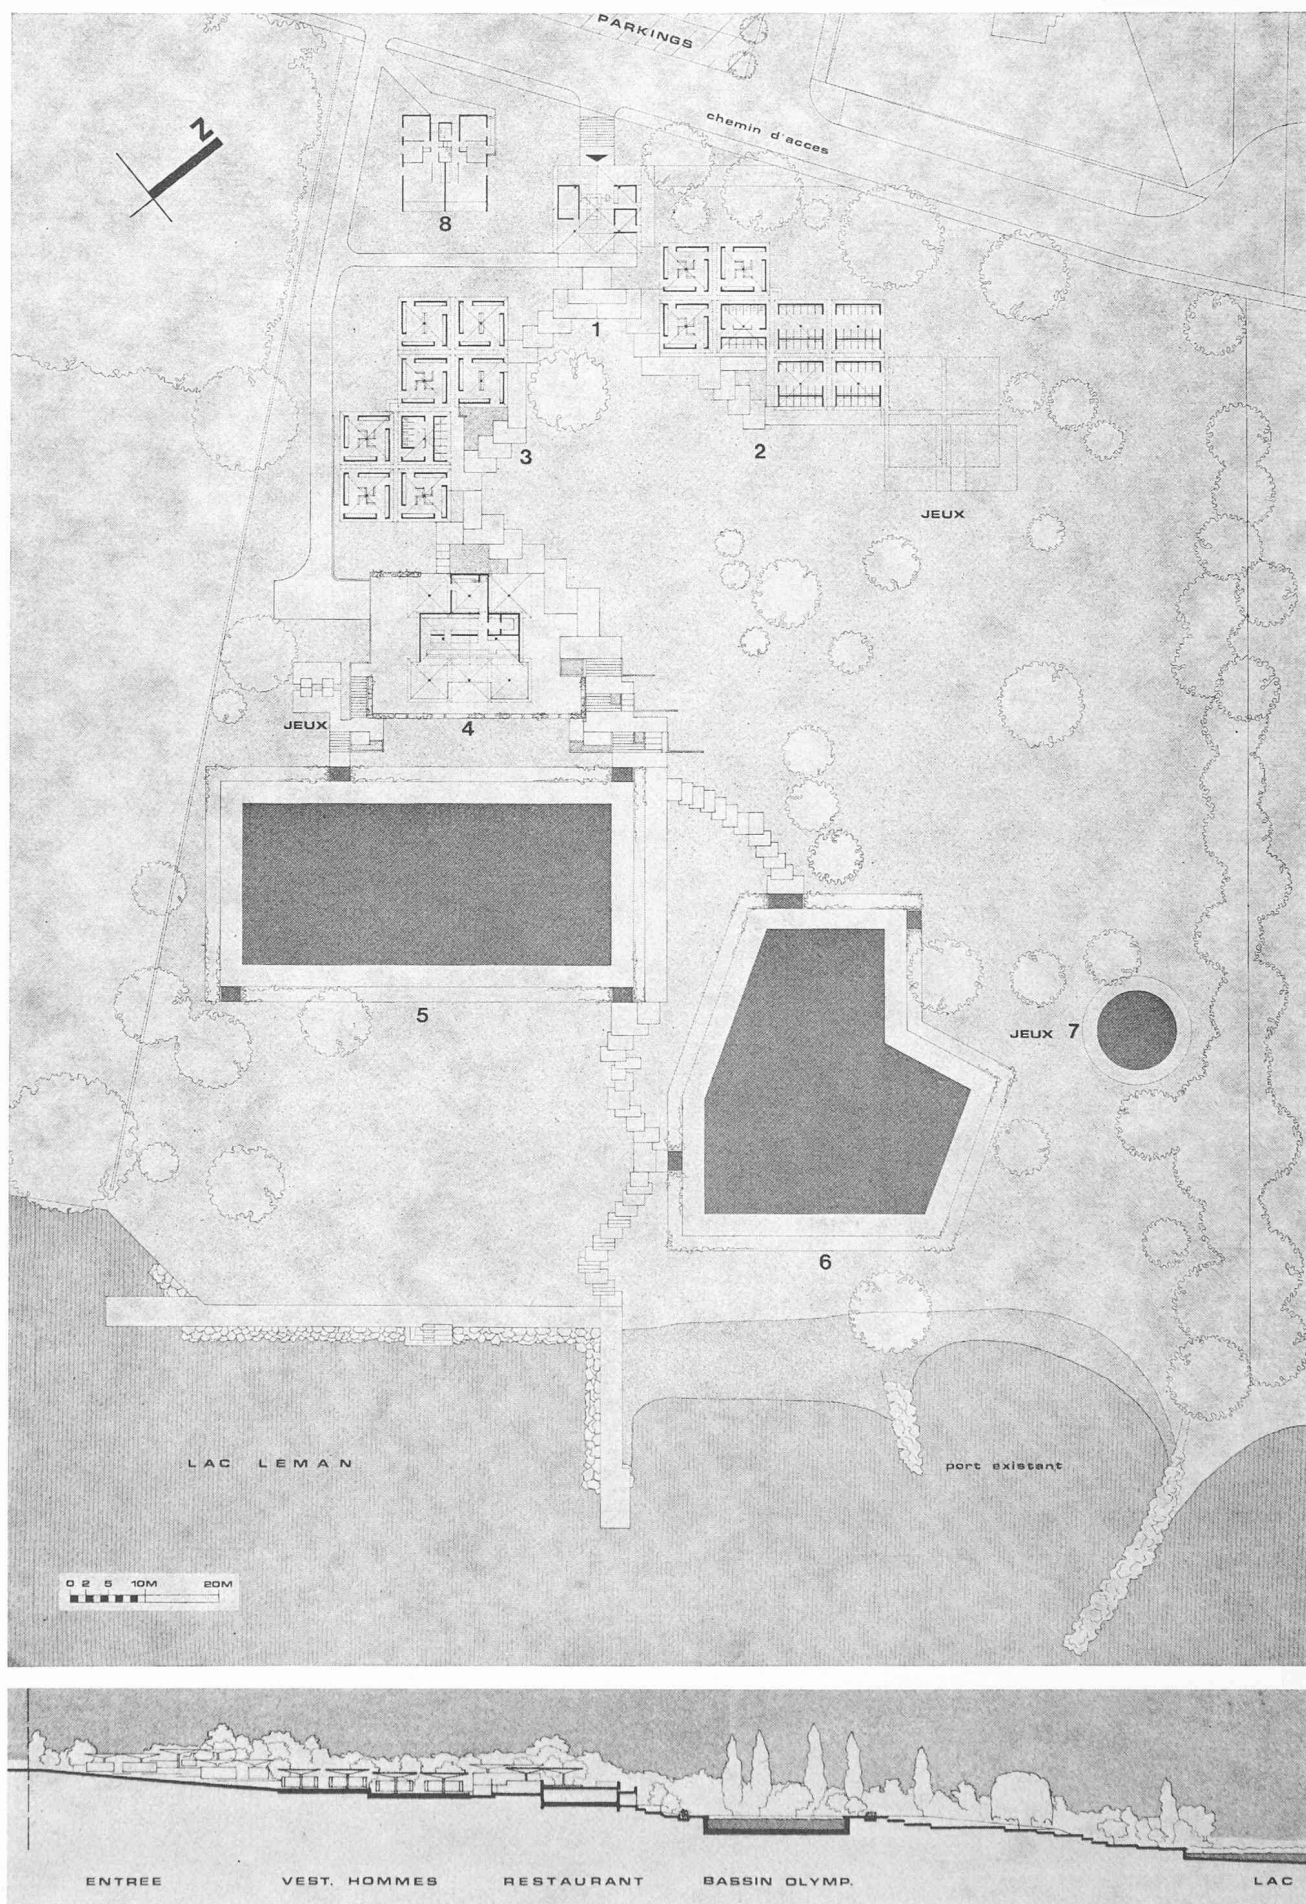 PARKINGS
chemin d'acces
N
8
1
3
2
JEUX
JEUX
4
5
JEUX 7
6
LAC LEMAN
port existant
0 2 5 10M 20M
ENTREE VEST. HOMMES RESTAURANT BASSIN OLYMP. LAC